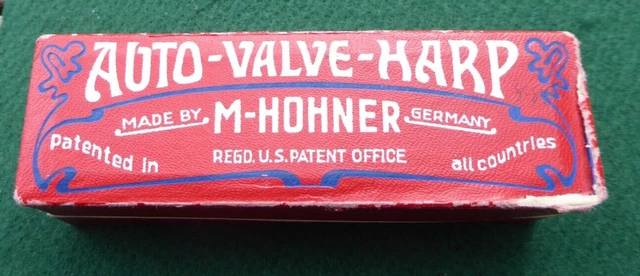 AUTO-VALVE-HARP
MADE BY M-HOHNER GERMANY
Patented in REGD. U.S. PATENT OFFICE all countries